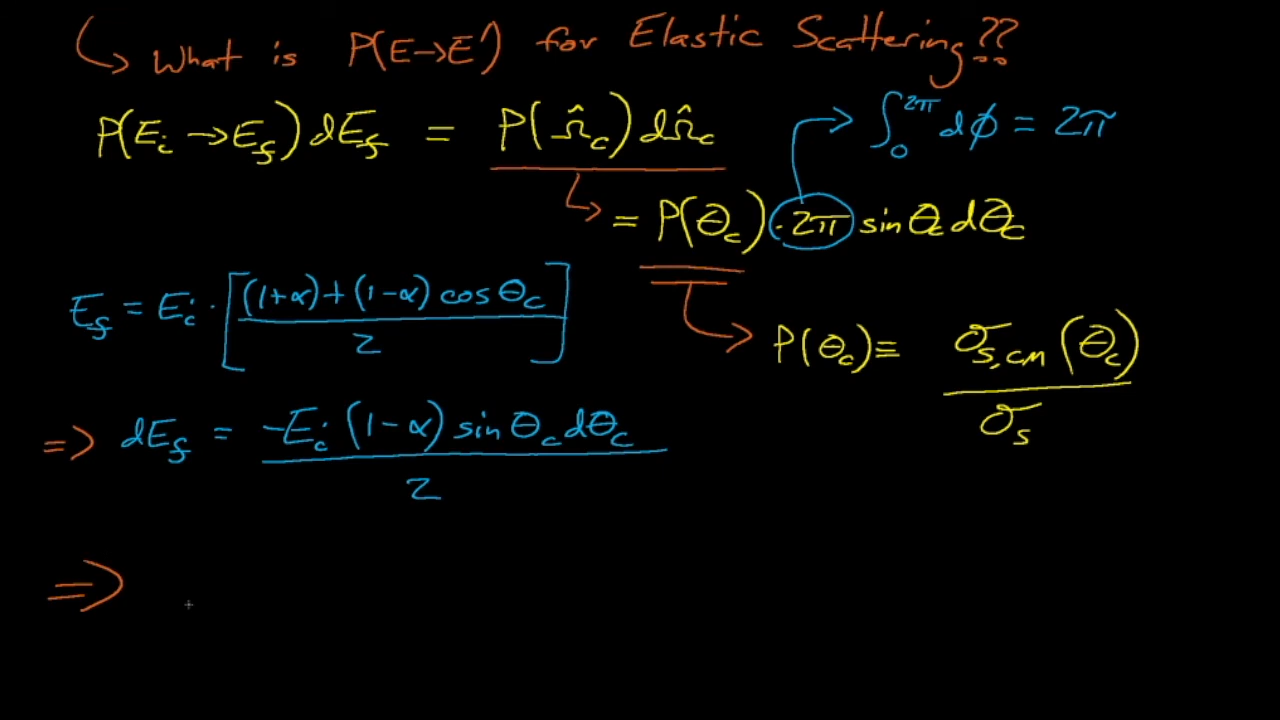 What is P(E→E') for Elastic Scattering??
P(Ei → Ef) dEf = P(Ω̂c) dΩ̂c
∫₀^2π dϕ = 2π
= P(θc) · 2π sin θc dθc
Ef = Ei · [(1+α) + (1-α) cos θc / 2]
P(θc) ≡ σs,cm (θc) / σs
=> dEf = -Ei (1-α) sin θc dθc / 2
=>